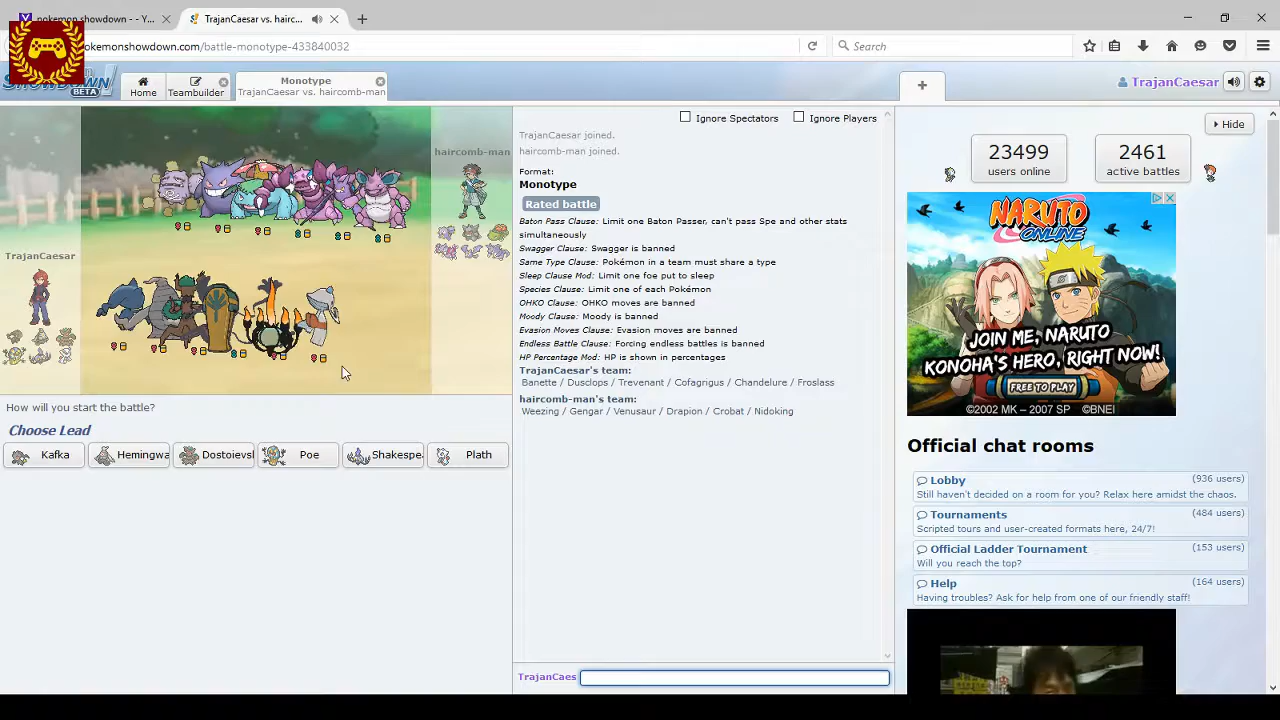 pokemon showdown - - Y...
TrajanCaesar vs. hairc...
okemonshowdown.com/battle-monotype-433840032
Search
SHOWDOWN
BETA
Home
Teambuilder
Monotype
TrajanCaesar vs. haircomb-man
+
TrajanCaesar
haircomb-man
TrajanCaesar
How will you start the battle?
Choose Lead
Kafka
Hemingwa
Dostoievsl
Poe
Shakespe
Plath
Ignore Spectators
Ignore Players
TrajanCaesar joined.
haircomb-man joined.
Format:
Monotype
Rated battle
Baton Pass Clause: Limit one Baton Passer, can't pass Spe and other stats
simultaneously
Swagger Clause: Swagger is banned
Same Type Clause: Pokémon in a team must share a type
Sleep Clause Mod: Limit one foe put to sleep
Species Clause: Limit one of each Pokémon
OHKO Clause: OHKO moves are banned
Moody Clause: Moody is banned
Evasion Moves Clause: Evasion moves are banned
Endless Battle Clause: Forcing endless battles is banned
HP Percentage Mod: HP is shown in percentages
TrajanCaesar's team:
Banette / Dusclops / Trevenant / Cofagrigus / Chandelure / Froslass
haircomb-man's team:
Weezing / Gengar / Venusaur / Drapion / Crobat / Nidoking
TrajanCaes
Hide
23499
users online
2461
active battles
NARUTO
ONLINE
JOIN ME, NARUTO
KONOHA'S HERO, RIGHT NOW!
FREE TO PLAY
©2002 MK – 2007 SP ©BNEI
Official chat rooms
Lobby
(936 users)
Still haven't decided on a room for you? Relax here amidst the chaos.
Tournaments
(484 users)
Scripted tours and user-created formats here, 24/7!
Official Ladder Tournament
(153 users)
Will you reach the top?
Help
(164 users)
Having troubles? Ask for help from one of our friendly staff!